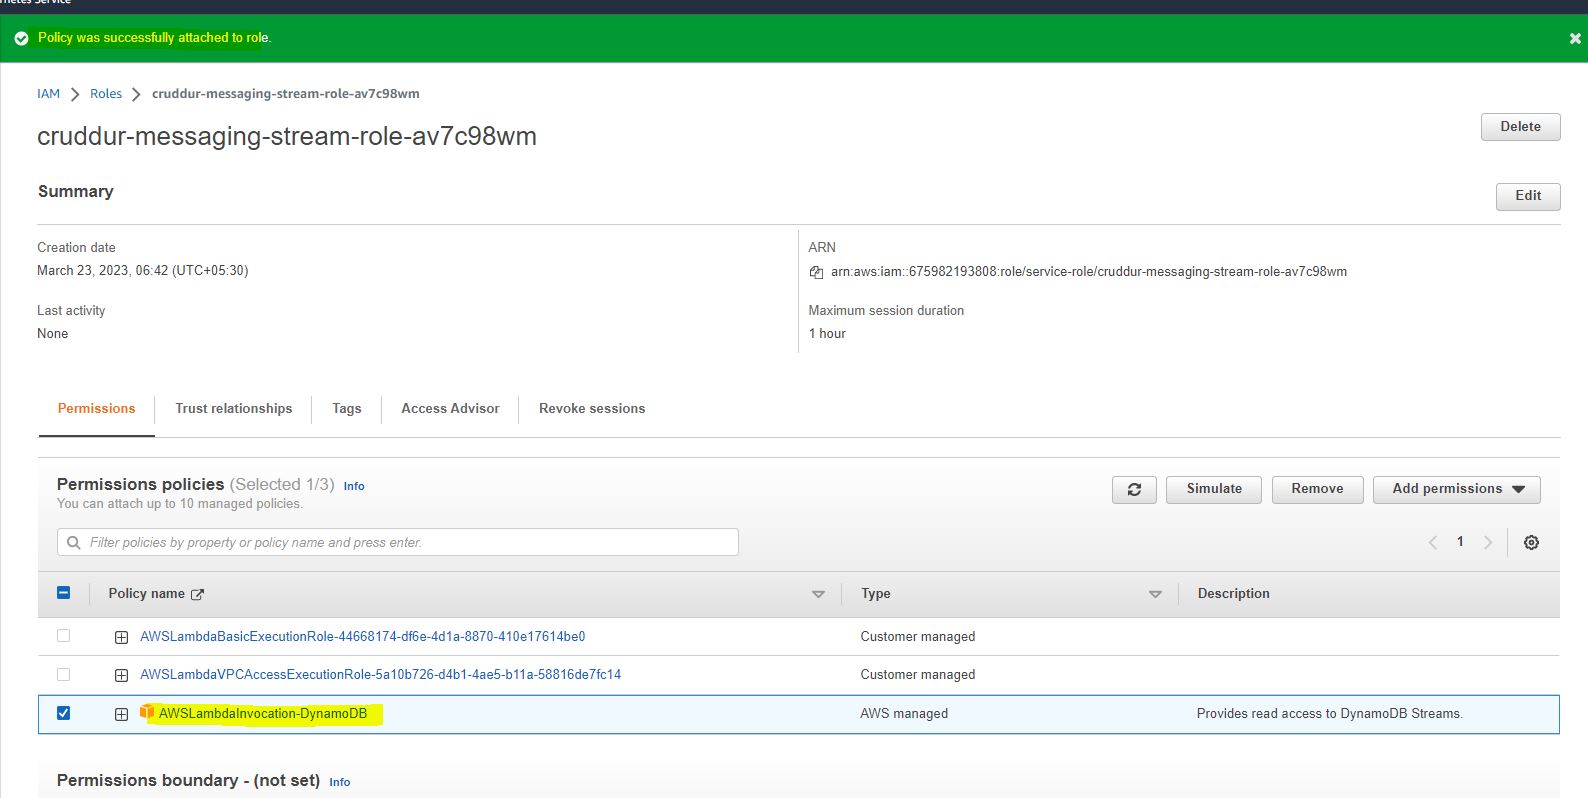 Policy was successfully attached to role.
IAM Roles cruddur-messaging-stream-role-av7c98wm
cruddur-messaging-stream-role-av7c98wm
Delete
Summary
Edit
Creation date
March 23, 2023, 06:42 (UTC+05:30)
ARN
arn:aws:iam::675982193808:role/service-role/cruddur-messaging-stream-role-av7c98wm
Last activity
None
Maximum session duration
1 hour
Permissions Trust relationships Tags Access Advisor Revoke sessions
Permissions policies (Selected 1/3) Info
You can attach up to 10 managed policies.
Simulate Remove Add permissions
Filter policies by property or policy name and press enter.
1
Policy name Type Description
AWSLambdaBasicExecutionRole-44668174-df6e-4d1a-8870-410e17614be0 Customer managed
AWSLambdaVPCAccessExecutionRole-5a10b726-d4b1-4ae5-b11a-58816de7fc14 Customer managed
AWSLambdaInvocation-DynamoDB AWS managed Provides read access to DynamoDB Streams.
Permissions boundary - (not set) Info